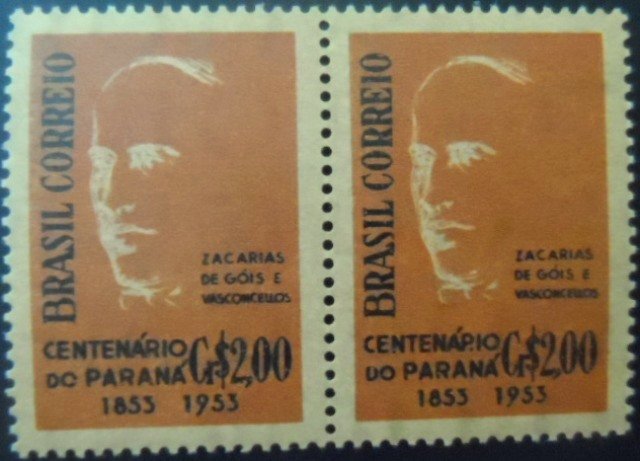 BRASIL CORREIO
ZACARIAS
DE GÓIS E
VASCONCELLOS
CENTENÁRIO
DO PARANÁ
Cr$2,00
1853 1953
BRASIL CORREIO
ZACARIAS
DE GÓIS E
VASCONCELLOS
CENTENÁRIO
DO PARANÁ
Cr$2,00
1853 1953